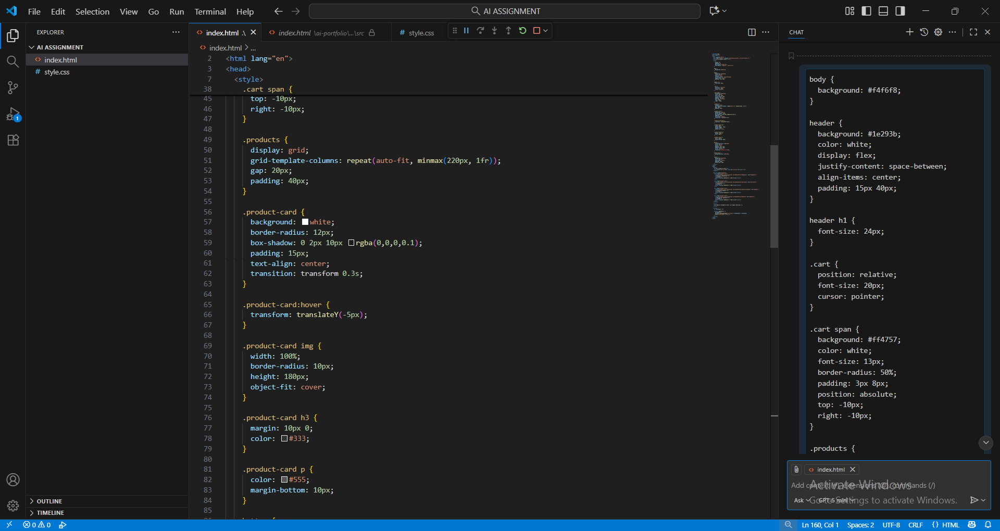 File Edit Selection View Go Run Terminal Help
AI ASSIGNMENT
EXPLORER
AI ASSIGNMENT
index.html
style.css
OUTLINE
TIMELINE
index.html .\
index.html \ai-portfolio\...\src
style.css
index.html > ...
2 <html lang="en">
3 <head>
7 <style>
38 .cart span {
45 top: -10px;
46 right: -10px;
47 }
48
49 .products {
50 display: grid;
51 grid-template-columns: repeat(auto-fit, minmax(220px, 1fr));
52 gap: 20px;
53 padding: 40px;
54 }
55
56 .product-card {
57 background: white;
58 border-radius: 12px;
59 box-shadow: 0 2px 10px rgba(0,0,0,0.1);
60 padding: 15px;
61 text-align: center;
62 transition: transform 0.3s;
63 }
64
65 .product-card:hover {
66 transform: translateY(-5px);
67 }
68
69 .product-card img {
70 width: 100%;
71 border-radius: 10px;
72 height: 180px;
73 object-fit: cover;
74 }
75
76 .product-card h3 {
77 margin: 10px 0;
78 color: #333;
79 }
80
81 .product-card p {
82 color: #555;
83 margin-bottom: 10px;
84 }
85
CHAT
body {
background: #f4f6f8;
}
header {
background: #1e293b;
color: white;
display: flex;
justify-content: space-between;
align-items: center;
padding: 15px 40px;
}
header h1 {
font-size: 24px;
}
.cart {
position: relative;
font-size: 20px;
cursor: pointer;
}
.cart span {
background: #ff4757;
color: white;
font-size: 13px;
border-radius: 50%;
padding: 3px 8px;
position: absolute;
top: -10px;
right: -10px;
}
.products {
index.html
Add context (#), extensions (@), commands (/)
Activate Windows
Ask GPT-5 mini
Go to Settings to activate Windows.
1
0 0
Ln 160, Col 1 Spaces: 2 UTF-8 CRLF {} HTML